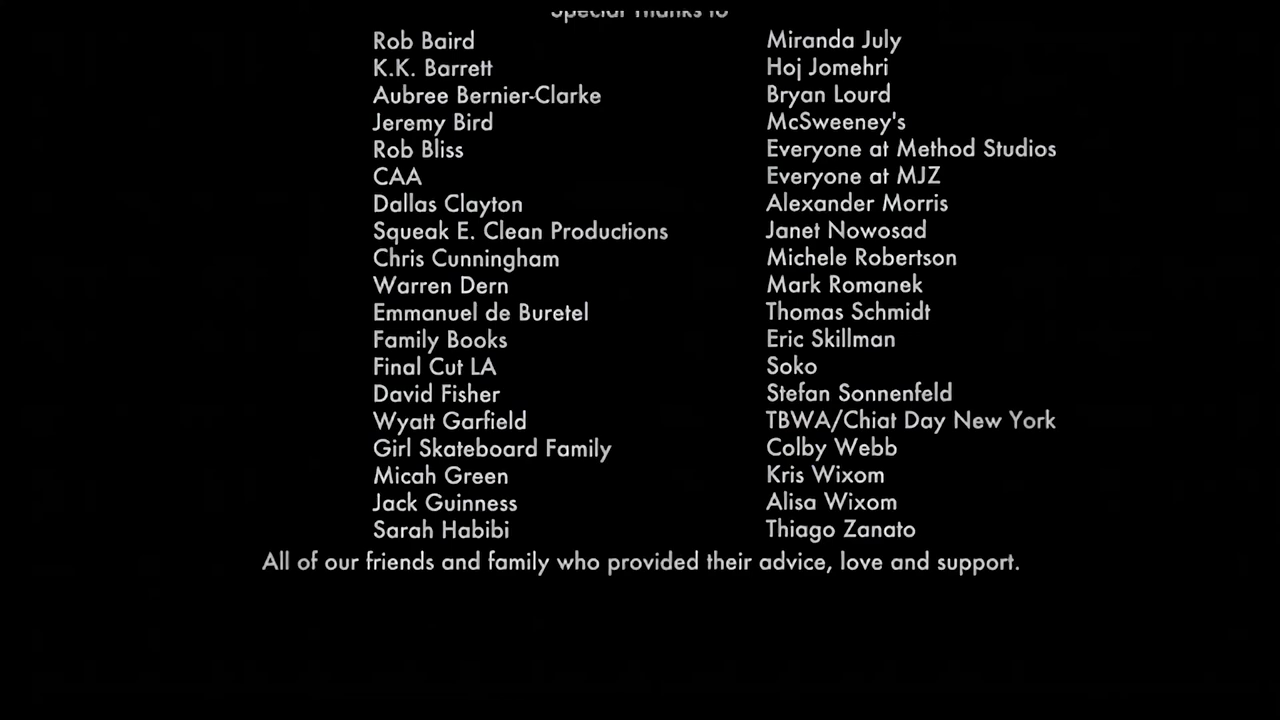 Special Thanks to
Rob Baird
K.K. Barrett
Aubree Bernier-Clarke
Jeremy Bird
Rob Bliss
CAA
Dallas Clayton
Squeak E. Clean Productions
Chris Cunningham
Warren Dern
Emmanuel de Buretel
Family Books
Final Cut LA
David Fisher
Wyatt Garfield
Girl Skateboard Family
Micah Green
Jack Guinness
Sarah Habibi
Miranda July
Hoj Jomehri
Bryan Lourd
McSweeney's
Everyone at Method Studios
Everyone at MJZ
Alexander Morris
Janet Nowosad
Michele Robertson
Mark Romanek
Thomas Schmidt
Eric Skillman
Soko
Stefan Sonnenfeld
TBWA/Chiat Day New York
Colby Webb
Kris Wixom
Alisa Wixom
Thiago Zanato
All of our friends and family who provided their advice, love and support.